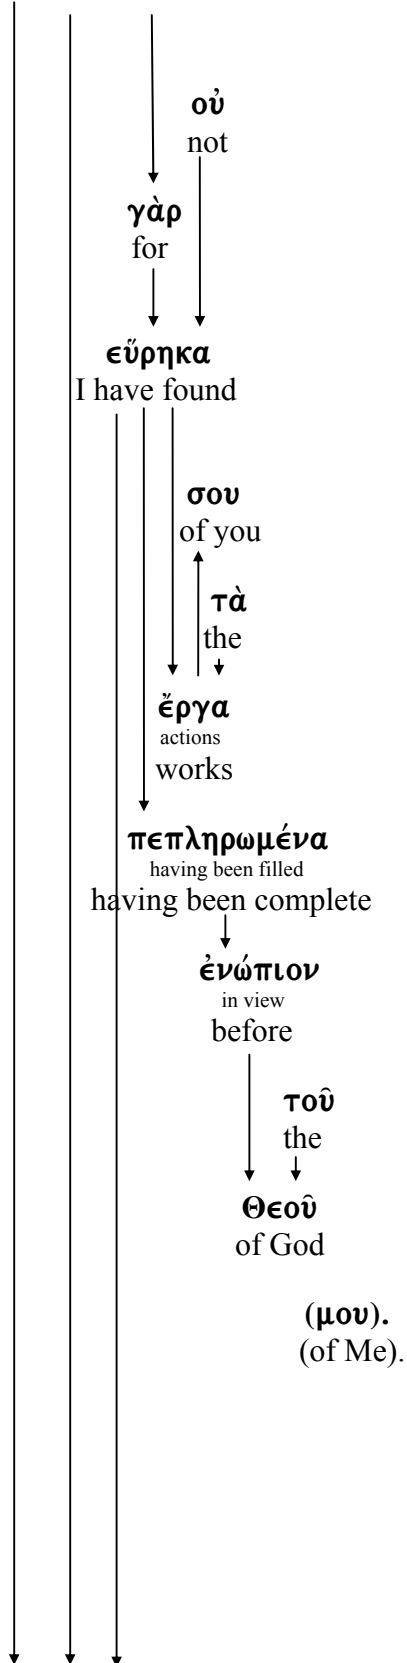 οὐ
not
γὰρ
for
εὕρηκα
I have found
σου
of you
τὰ
the
ἔργα
actions
works
πεπληρωμένα
having been filled
having been complete
ἐνώπιον
in view
before
τοῦ
the
Θεοῦ
of God
(μου).
(of Me).